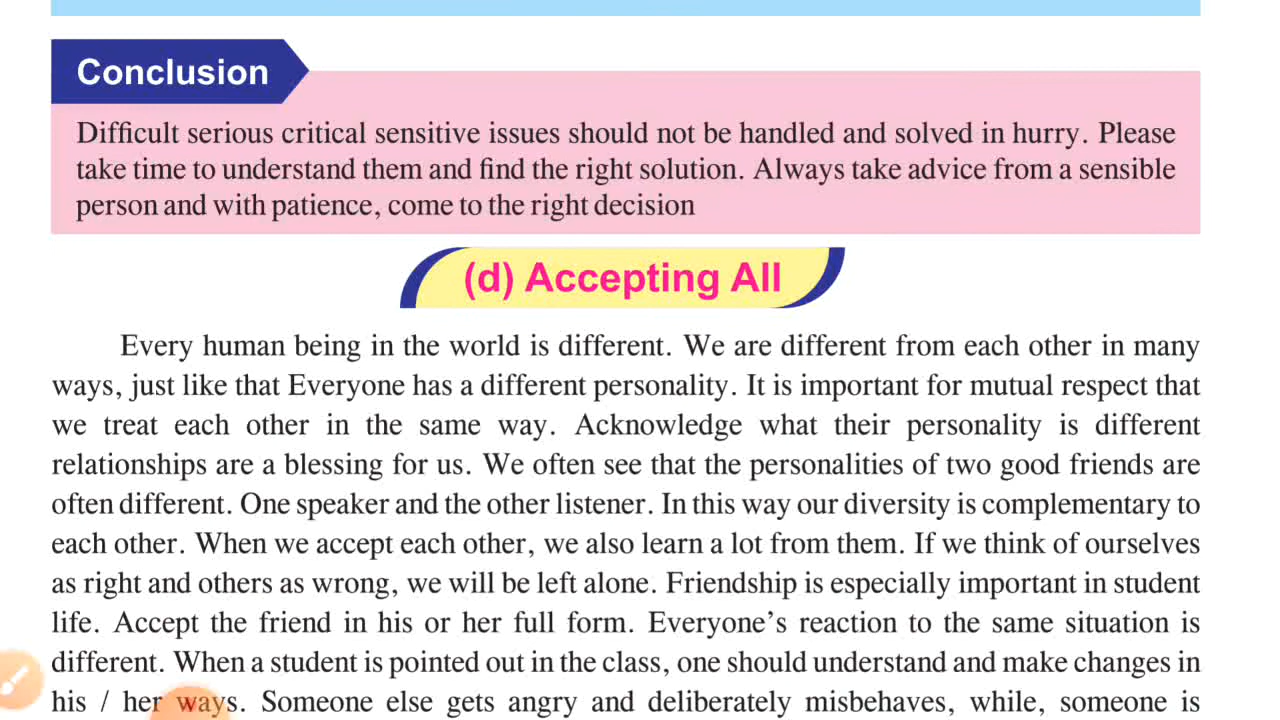 Conclusion
Difficult serious critical sensitive issues should not be handled and solved in hurry. Please
take time to understand them and find the right solution. Always take advice from a sensible
person and with patience, come to the right decision
(d) Accepting All
Every human being in the world is different. We are different from each other in many
ways, just like that Everyone has a different personality. It is important for mutual respect that
we treat each other in the same way. Acknowledge what their personality is different
relationships are a blessing for us. We often see that the personalities of two good friends are
often different. One speaker and the other listener. In this way our diversity is complementary to
each other. When we accept each other, we also learn a lot from them. If we think of ourselves
as right and others as wrong, we will be left alone. Friendship is especially important in student
life. Accept the friend in his or her full form. Everyone's reaction to the same situation is
different. When a student is pointed out in the class, one should understand and make changes in
his / her ways. Someone else gets angry and deliberately misbehaves, while, someone is